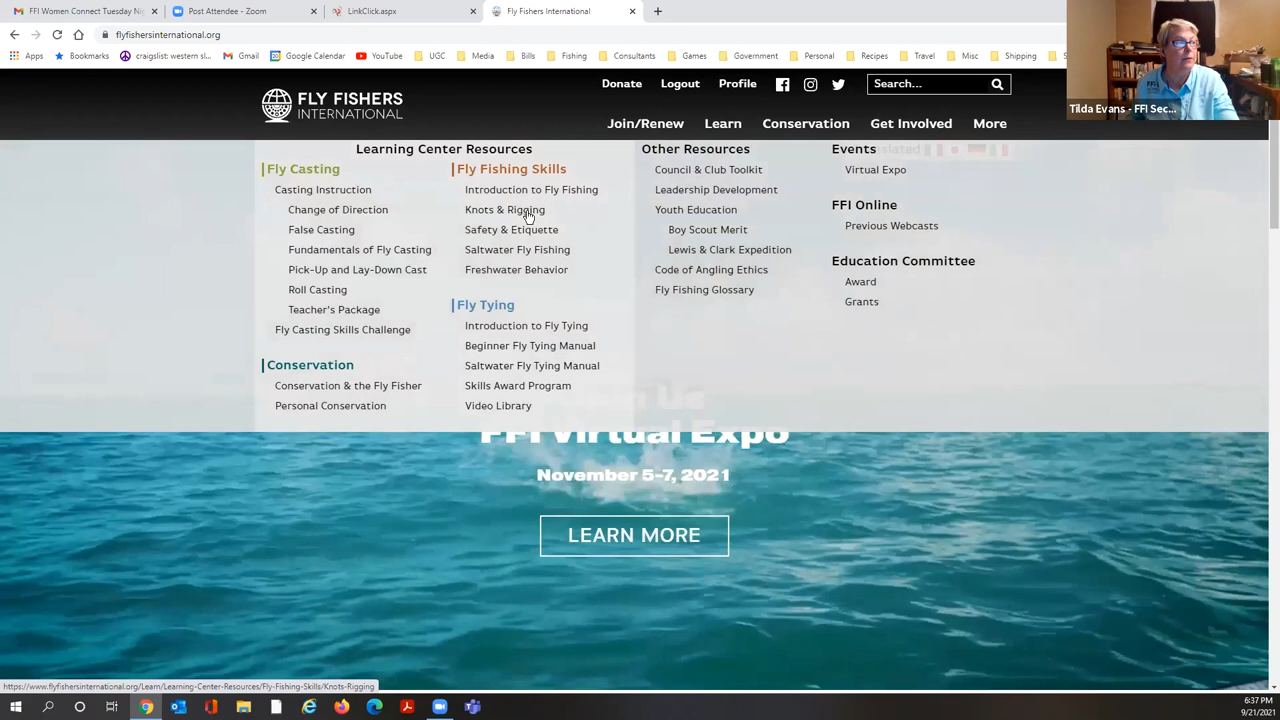 FFI Women Connect Tuesday Ni
Post Attendee - Zoom
LinkClick.aspx
Fly Fishers International
flyfishersinternational.org
Apps
Bookmarks
craigslist: western sl...
Gmail
Google Calendar
YouTube
UGC
Media
Bills
Fishing
Consultants
Games
Government
Personal
Recipes
Travel
Misc
Shipping
Donate
Logout
Profile
Search...
FLY FISHERS
INTERNATIONAL
Join/Renew
Learn
Conservation
Get Involved
More
Learning Center Resources
Fly Casting
Casting Instruction
Change of Direction
False Casting
Fundamentals of Fly Casting
Pick-Up and Lay-Down Cast
Roll Casting
Teacher's Package
Fly Casting Skills Challenge
Conservation
Conservation & the Fly Fisher
Personal Conservation
Fly Fishing Skills
Introduction to Fly Fishing
Knots & Rigging
Safety & Etiquette
Saltwater Fly Fishing
Freshwater Behavior
Fly Tying
Introduction to Fly Tying
Beginner Fly Tying Manual
Saltwater Fly Tying Manual
Skills Award Program
Video Library
Other Resources
Council & Club Toolkit
Leadership Development
Youth Education
Boy Scout Merit
Lewis & Clark Expedition
Code of Angling Ethics
Fly Fishing Glossary
Events
Virtual Expo
FFI Online
Previous Webcasts
Education Committee
Award
Grants
Us
FFI Virtual Expo
November 5-7, 2021
LEARN MORE
Tilda Evans - FFI Sec...
https://www.flyfishersinternational.org/Learn/Learning-Center-Resources/Fly-Fishing-Skills/Knots-Rigging
6:37 PM
9/21/2021